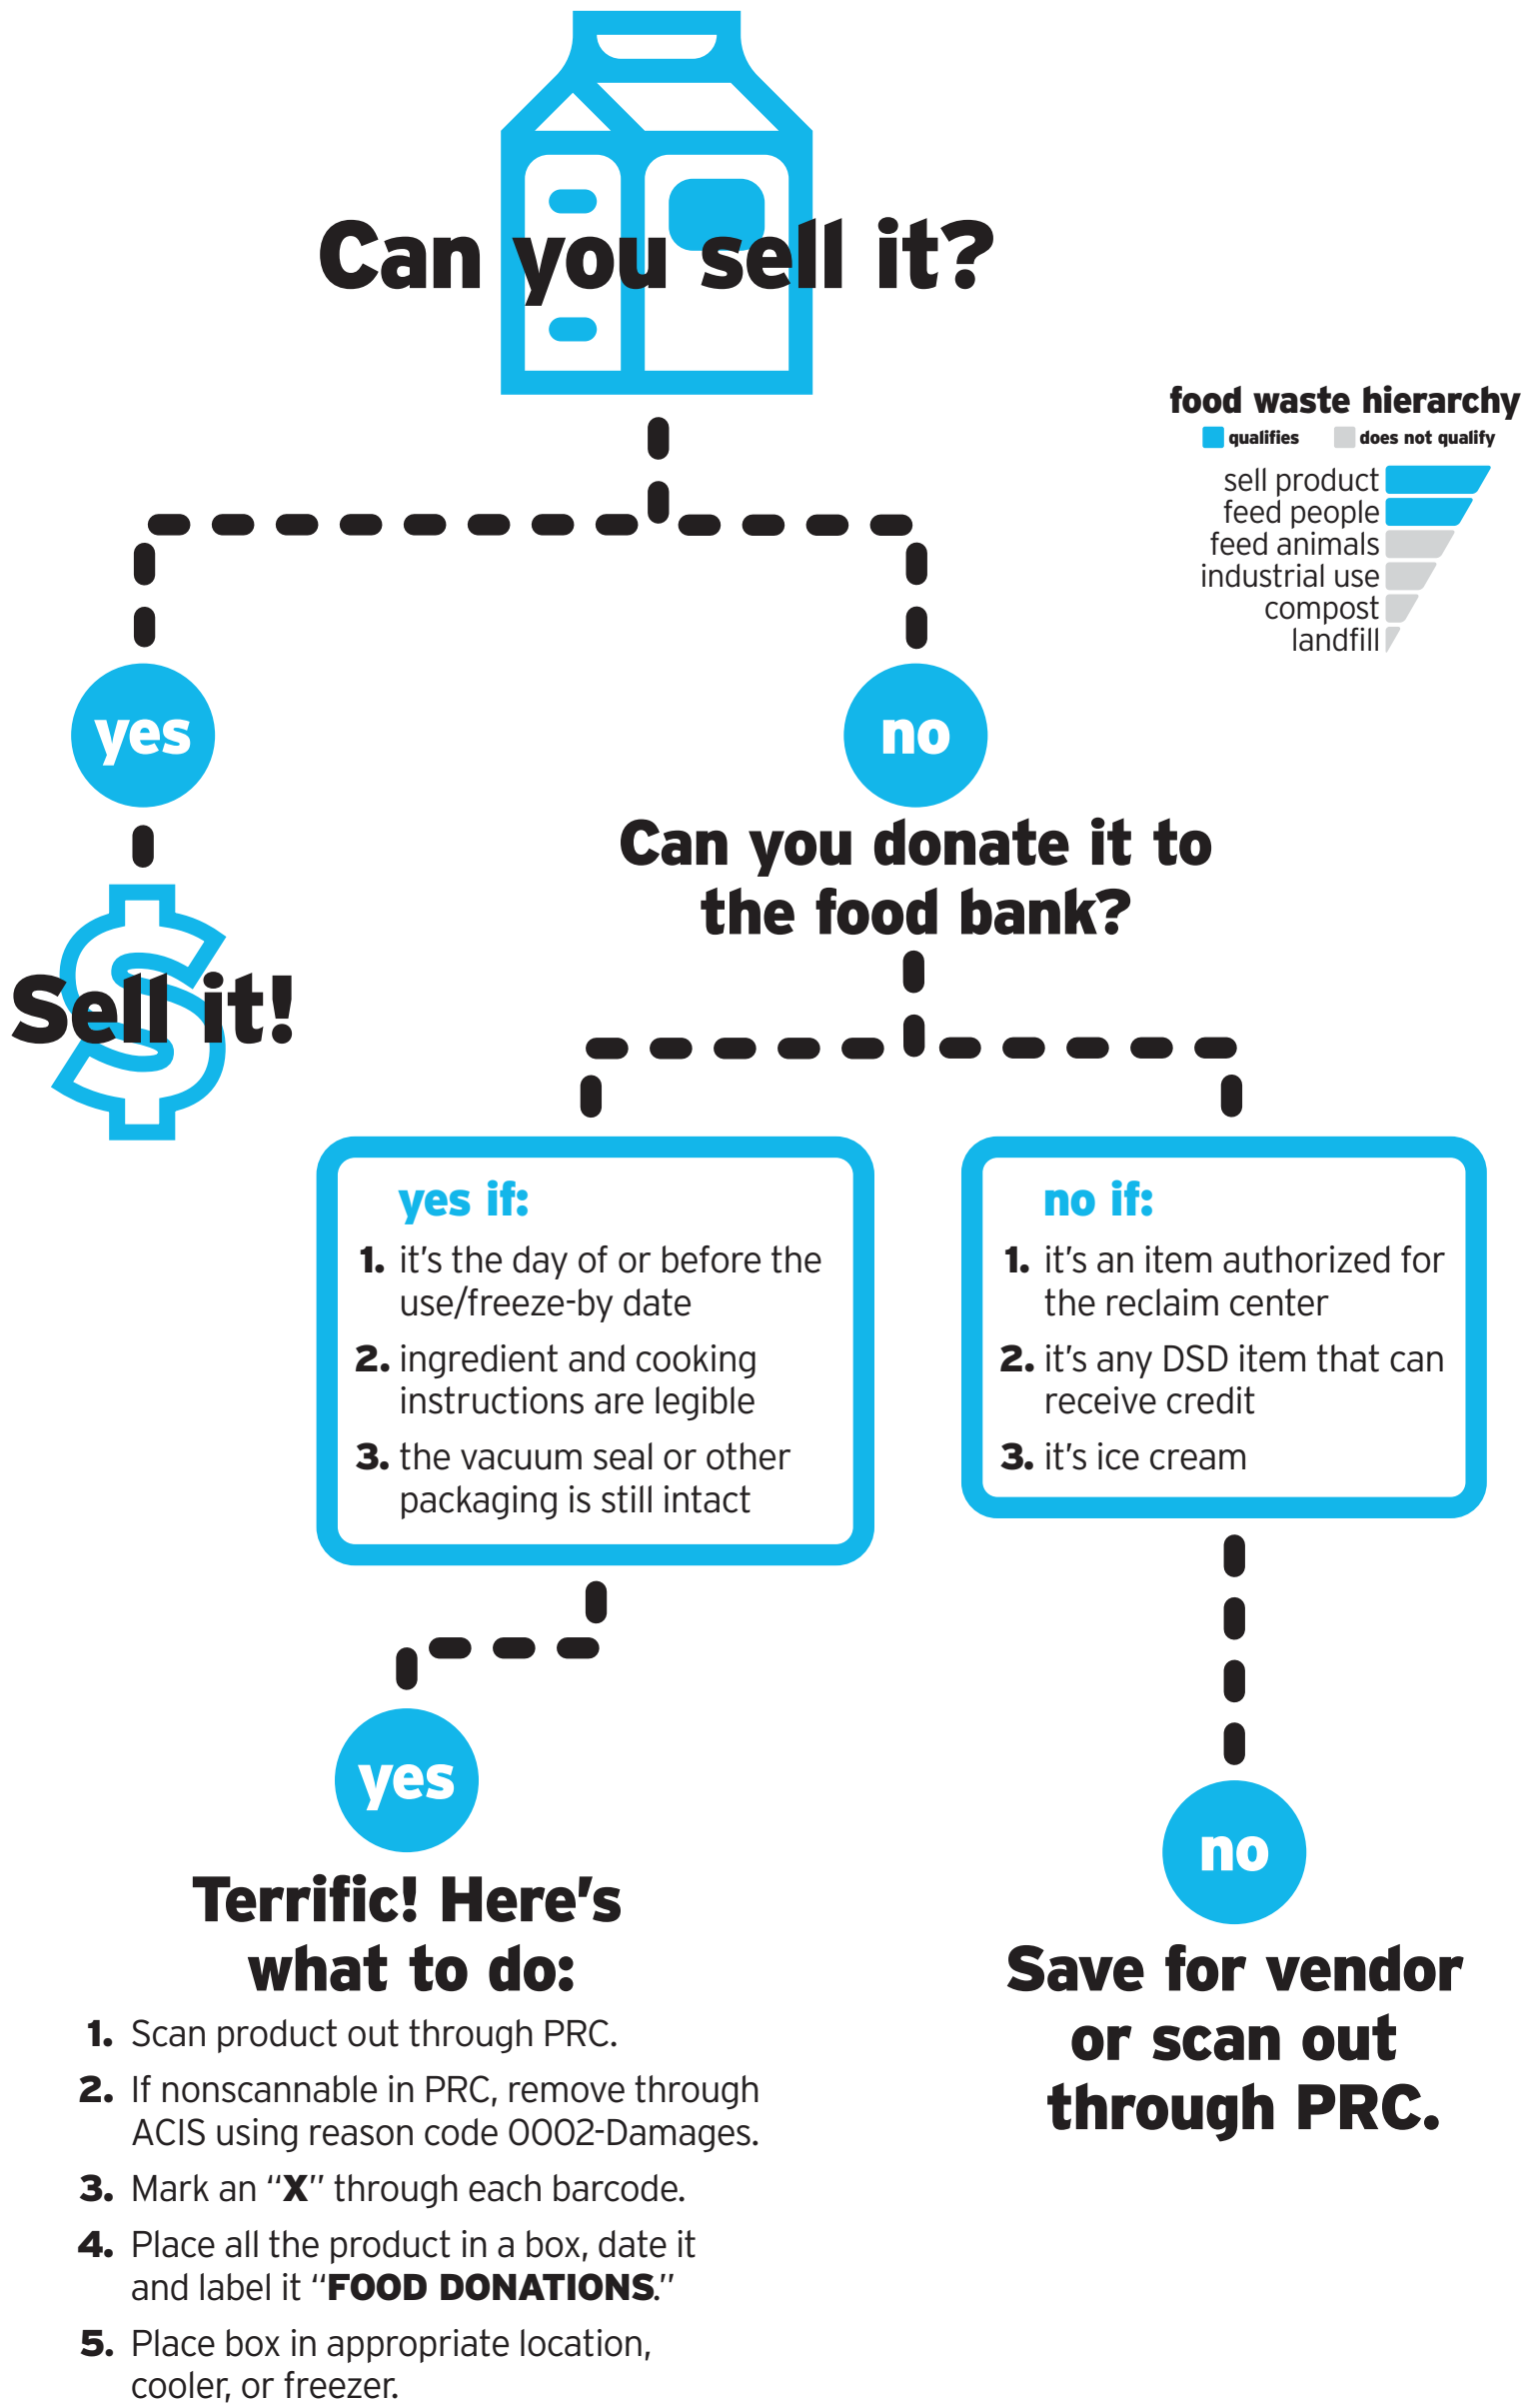 Can you sell it?
food waste hierarchy
qualifies does not qualify
sell product
feed people
feed animals
industrial use
compost
landfill
yes
no
Sell it!
Can you donate it to
the food bank?
yes if:
1. it's the day of or before the
use/freeze-by date
2. ingredient and cooking
instructions are legible
3. the vacuum seal or other
packaging is still intact
no if:
1. it's an item authorized for
the reclaim center
2. it's any DSD item that can
receive credit
3. it's ice cream
yes
Terrific! Here's
what to do:
1. Scan product out through PRC.
2. If nonscannable in PRC, remove through
ACIS using reason code 0002-Damages.
3. Mark an “X” through each barcode.
4. Place all the product in a box, date it
and label it “FOOD DONATIONS.”
5. Place box in appropriate location,
cooler, or freezer.
no
Save for vendor
or scan out
through PRC.